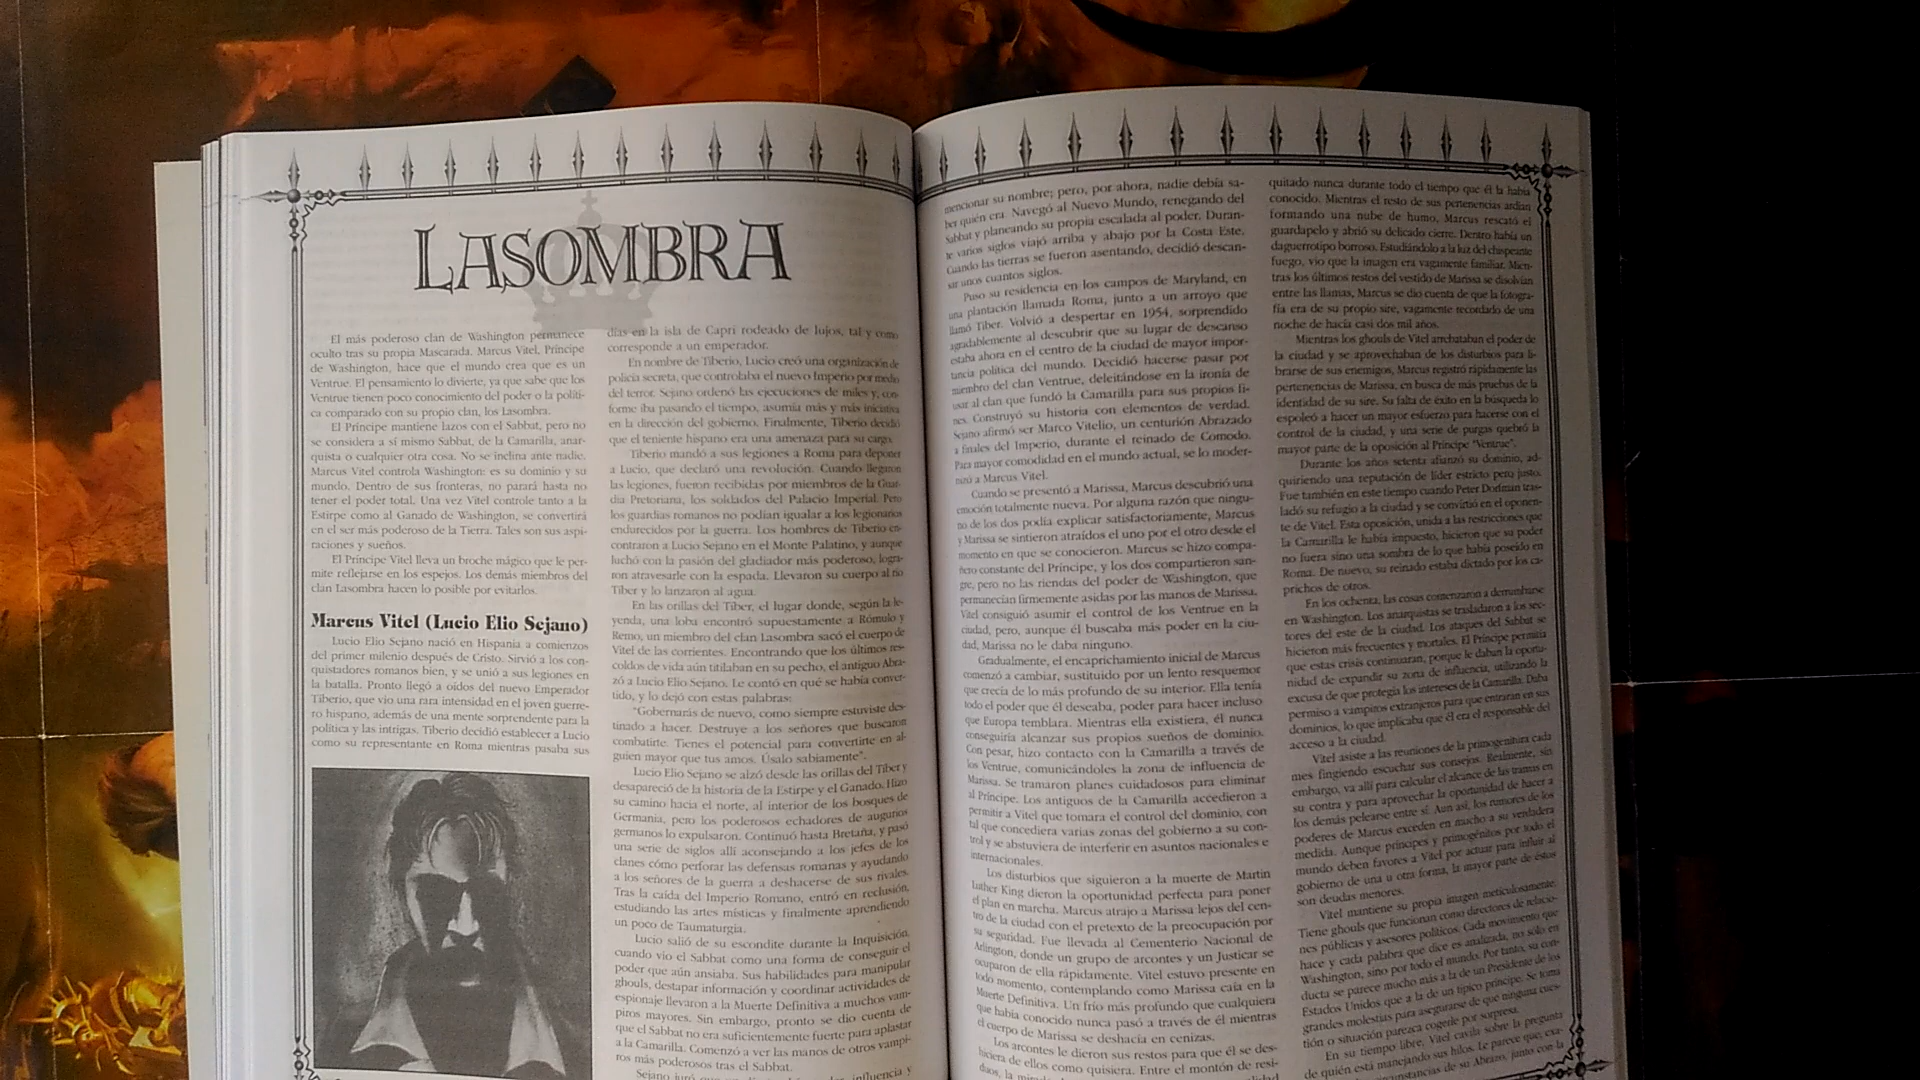 LASOMBRA
El más poderoso clan de Washington permanece
oculto tras su propia Mascarada. Marcus Vitel, Príncipe
de Washington, hace que el mundo crea que es un
Ventrue. El pensamiento lo divierte, ya que sabe que los
Ventrue tienen poco conocimiento del poder o la políti-
ca comparado con su propio clan, los Lasombra.
El Príncipe mantiene lazos con el Sabbat, pero no
se considera a sí mismo Sabbat, de la Camarilla, anar-
quista o cualquier otra cosa. No se inclina ante nadie.
Marcus Vitel controla Washington: es su dominio y su
mundo. Dentro de sus fronteras, no parará hasta no
tener el poder total. Una vez Vitel controle tanto a la
Estirpe como al Ganado de Washington, se convertirá
en el ser más poderoso de la Tierra. Tales son sus aspi-
raciones y sueños.
El Príncipe Vitel lleva un broche mágico que le per-
mite reflejarse en los espejos. Los demás miembros del
clan Lasombra hacen lo posible por evitarlos.
Marcus Vitel (Lucio Elio Sejano)
Lucio Elio Sejano nació en Hispania a comienzos
del primer milenio después de Cristo. Sirvió a los con-
quistadores romanos bien, y se unió a sus legiones en
la batalla. Pronto llegó a oídos del nuevo Emperador
Tiberio, que vio una rara intensidad en el joven guerre-
ro hispano, además de una mente sorprendente para la
política y las intrigas. Tiberio decidió establecer a Lucio
como su representante en Roma mientras pasaba sus
días en la isla de Capri rodeado de lujos, tal y como
corresponde a un emperador.
En nombre de Tiberio, Lucio creó una organización de
policía secreta, que controlaba el nuevo Imperio por medio
del terror. Sejano ordenó las ejecuciones de miles y, con-
forme iba pasando el tiempo, asumía más y más iniciativa
en la dirección del gobierno. Finalmente, Tiberio decidió
que el teniente hispano era una amenaza para su cargo.
Tiberio mandó a sus legiones a Roma para deponer
a Lucio, que declaró una revolución. Cuando llegaron
las legiones, fueron recibidas por miembros de la Guar-
dia Pretoriana, los soldados del Palacio Imperial. Pero
los guardias romanos no podían igualar a los legionarios
endurecidos por la guerra. Los hombres de Tiberio en-
contraron a Lucio Sejano en el Monte Palatino, y aunque
luchó con la pasión del gladiador más poderoso, logra-
ron atravesarle con la espada. Llevaron su cuerpo al río
Tíber y lo lanzaron al agua.
En las orillas del Tíber, el lugar donde, según la le-
yenda, una loba encontró supuestamente a Rómulo y
Remo, un miembro del clan Lasombra sacó el cuerpo de
Vitel de las corrientes. Encontrando que los últimos res-
coldos de vida aún titilaban en su pecho, el antiguo Abra-
zó a Lucio Elio Sejano. Le contó en qué se había conver-
tido, y lo dejó con estas palabras:
"Gobernarás de nuevo, como siempre estuviste des-
tinado a hacer. Destruye a los señores que buscaron
combatirte. Tienes el potencial para convertirte en al-
guien mayor que tus amos. Úsalo sabiamente".
Lucio Elio Sejano se alzó desde las orillas del Tíber y
desapareció de la historia de la Estirpe y el Ganado. Hizo
su camino hacia el norte, al interior de los bosques de
Germania, pero los poderosos echadores de augurios
germanos lo expulsaron. Continuó hasta Bretaña, y pasó
una serie de siglos allí aconsejando a los jefes de los
clanes cómo perforar las defensas romanas y ayudando
a los señores de la guerra a deshacerse de sus rivales.
Tras la caída del Imperio Romano, entró en reclusión,
estudiando las artes místicas y finalmente aprendiendo
un poco de Taumaturgia.
Lucio salió de su escondite durante la Inquisición,
cuando vio el Sabbat como una forma de conseguir el
poder que aún ansiaba. Sus habilidades para manipular
ghouls, destapar información y coordinar actividades de
espionaje llevaron a la Muerte Definitiva a muchos vam-
piros mayores. Sin embargo, pronto se dio cuenta de
que el Sabbat no era suficientemente fuerte para aplastar
a la Camarilla. Comenzó a ver las manos de otros vampi-
ros más poderosos tras el Sabbat.
Sejano juró que influencia y
mencionar su nombre; pero, por ahora, nadie debía sa-
ber quién era. Navegó al Nuevo Mundo, renegando del
Sabbat y planeando su propia escalada al poder. Duran-
te varios siglos viajó arriba y abajo por la Costa Este.
Cuando las tierras se fueron asentando, decidió descan-
sar unos cuantos siglos.
Puso su residencia en los campos de Maryland, en
una plantación llamada Roma, junto a un arroyo que
llamó Tíber. Volvió a despertar en 1954, sorprendido
agradablemente al descubrir que su lugar de descanso
estaba ahora en el centro de la ciudad de mayor impor-
tancia política del mundo. Decidió hacerse pasar por
miembro del clan Ventrue, deleitándose en la ironía de
usar al clan que fundó la Camarilla para sus propios fi-
nes. Construyó su historia con elementos de verdad.
Sejano afirmó ser Marco Vitelio, un centurión Abrazado
a finales del Imperio, durante el reinado de Comodo.
Para mayor comodidad en el mundo actual, se lo moder-
nizó a Marcus Vitel.
Cuando se presentó a Marissa, Marcus descubrió una
emoción totalmente nueva. Por alguna razón que ningu-
no de los dos podía explicar satisfactoriamente, Marcus
y Marissa se sintieron atraídos el uno por el otro desde el
momento en que se conocieron. Marcus se hizo compa-
ñero constante del Príncipe, y los dos compartieron san-
gre, pero no las riendas del poder de Washington, que
permanecían firmemente asidas por las manos de Marissa.
Vitel consiguió asumir el control de los Ventrue en la
ciudad, pero, aunque él buscaba más poder en la ciu-
dad, Marissa no le daba ninguno.
Gradualmente, el encaprichamiento inicial de Marcus
comenzó a cambiar, sustituido por un lento resquemor
que crecía de lo más profundo de su interior. Ella tenía
todo el poder que él deseaba, poder para hacer incluso
que Europa temblara. Mientras ella existiera, él nunca
conseguiría alcanzar sus propios sueños de dominio.
Con pesar, hizo contacto con la Camarilla a través de
los Ventrue, comunicándoles la zona de influencia de
Marissa. Se tramaron planes cuidadosos para eliminar
al Príncipe. Los antiguos de la Camarilla accedieron a
permitir a Vitel que tomara el control del dominio, con
tal que concediera varias zonas del gobierno a su con-
trol y se abstuviera de interferir en asuntos nacionales e
internacionales.
Los disturbios que siguieron a la muerte de Martin
Luther King dieron la oportunidad perfecta para poner
el plan en marcha. Marcus atrajo a Marissa lejos del cen-
tro de la ciudad con el pretexto de la preocupación por
su seguridad. Fue llevada al Cementerio Nacional de
Arlington, donde un grupo de arcontes y un Justicar se
ocuparon de ella rápidamente. Vitel estuvo presente en
todo momento, contemplando como Marissa caía en la
Muerte Definitiva. Un frío más profundo que cualquiera
que había conocido nunca pasó a través de él mientras
el cuerpo de Marissa se deshacía en cenizas.
Los arcontes le dieron sus restos para que él se des-
hiciera de ellos como quisiera. Entre el montón de resi-
duos, la
quitado nunca durante todo el tiempo que él la había
conocido. Mientras el resto de sus pertenencias ardían
formando una nube de humo, Marcus rescató el
guardapelo y abrió su delicado cierre. Dentro había un
daguerrotipo borroso. Estudiándolo a la luz del chispeante
fuego, vio que la imagen era vagamente familiar. Mien-
tras los últimos restos del vestido de Marissa se disolvían
entre las llamas, Marcus se dio cuenta de que la fotogra-
fía era de su propio sire, vagamente recordado de una
noche de hacía casi dos mil años.
Mientras los ghouls de Vitel arrebataban el poder de
la ciudad y se aprovechaban de los disturbios para li-
brarse de sus enemigos, Marcus registró rápidamente las
pertenencias de Marissa, en busca de más pruebas de la
identidad de su sire. Su falta de éxito en la búsqueda lo
espoleó a hacer un mayor esfuerzo para hacerse con el
control de la ciudad, y una serie de purgas quebró la
mayor parte de la oposición al Príncipe "Ventrue".
Durante los años setenta afianzó su dominio, ad-
quiriendo una reputación de líder estricto pero justo.
Fue también en este tiempo cuando Peter Dorfman tras-
ladó su refugio a la ciudad y se convirtió en el oponen-
te de Vitel. Esta oposición, unida a las restricciones que
la Camarilla le había impuesto, hicieron que su poder
no fuera sino una sombra de lo que había poseído en
Roma. De nuevo, su reinado estaba dictado por los ca-
prichos de otros.
En los ochenta, las cosas comenzaron a derrumbarse
en Washington. Los anarquistas se trasladaron a los sec-
tores del este de la ciudad. Los ataques del Sabbat se
hicieron más frecuentes y mortales. El Príncipe permitía
que estas crisis continuaran, porque le daban la oportu-
nidad de expandir su zona de influencia, utilizando la
excusa de que protegía los intereses de la Camarilla. Daba
permiso a vampiros extranjeros para que entraran en sus
dominios, lo que implicaba que él era el responsable del
acceso a la ciudad.
Vitel asiste a las reuniones de la primogenitura cada
mes fingiendo escuchar sus consejos. Realmente, sin
embargo, va allí para calcular el alcance de las tramas en
su contra y para aprovechar la oportunidad de hacer a
los demás pelearse entre sí. Aun así, los rumores de los
poderes de Marcus exceden en mucho a su verdadera
medida. Aunque príncipes y primogénitos por todo el
mundo deben favores a Vitel por actuar para influir al
gobierno de una u otra forma, la mayor parte de éstos
son deudas menores.
Vitel mantiene su propia imagen meticulosamente.
Tiene ghouls que funcionan como directores de relacio-
nes públicas y asesores políticos. Cada movimiento que
hace y cada palabra que dice es analizada, no sólo en
Washington, sino por todo el mundo. Por tanto, su con-
ducta se parece mucho más a la de un Presidente de los
Estados Unidos que a la de un típico príncipe. Se toma
grandes molestias para asegurarse de que ninguna cues-
tión o situación parezca cogerle por sorpresa.
En su tiempo libre, Vitel cavila sobre la pregunta
de quién está manejando sus hilos. Le parece que, exa-
circunstancias de su Abrazo, junto con la